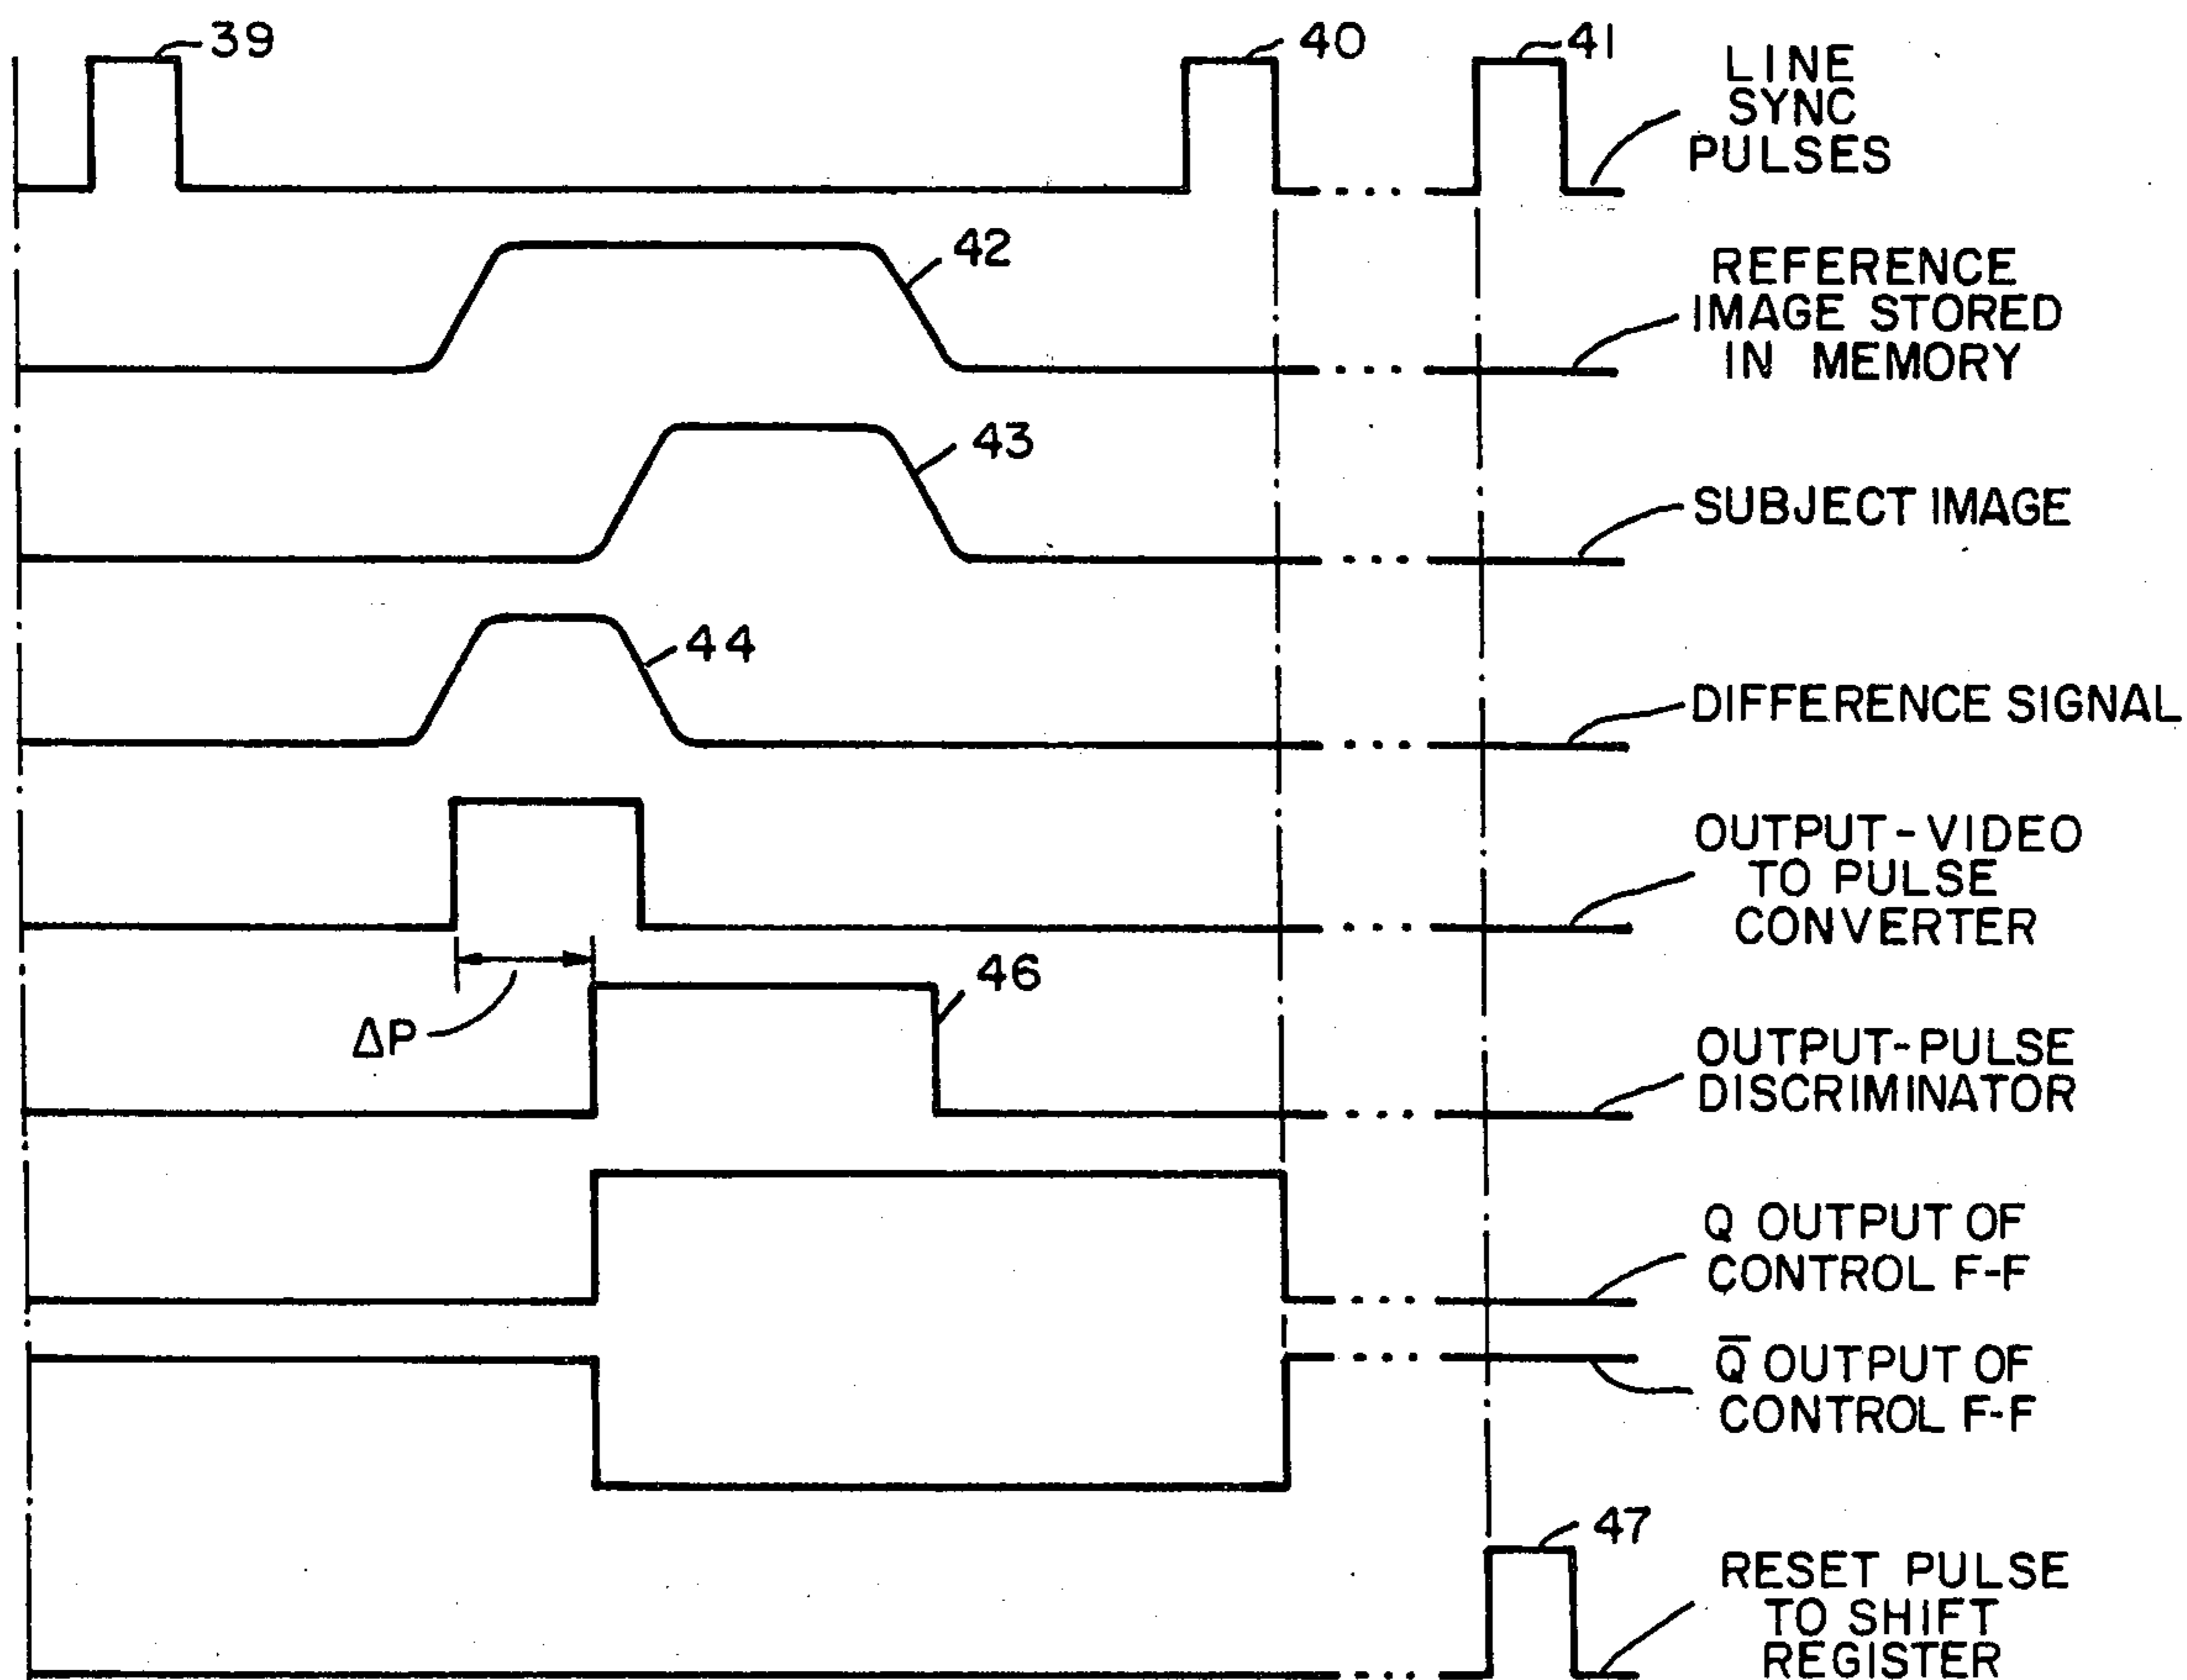 39
40
41
LINE
SYNC
PULSES
42
REFERENCE
IMAGE STORED
IN MEMORY
43
SUBJECT IMAGE
44
DIFFERENCE SIGNAL
OUTPUT-VIDEO
TO PULSE
CONVERTER
ΔP
46
OUTPUT-PULSE
DISCRIMINATOR
Q OUTPUT OF
CONTROL F-F
Q̅ OUTPUT OF
CONTROL F-F
47
RESET PULSE
TO SHIFT
REGISTER